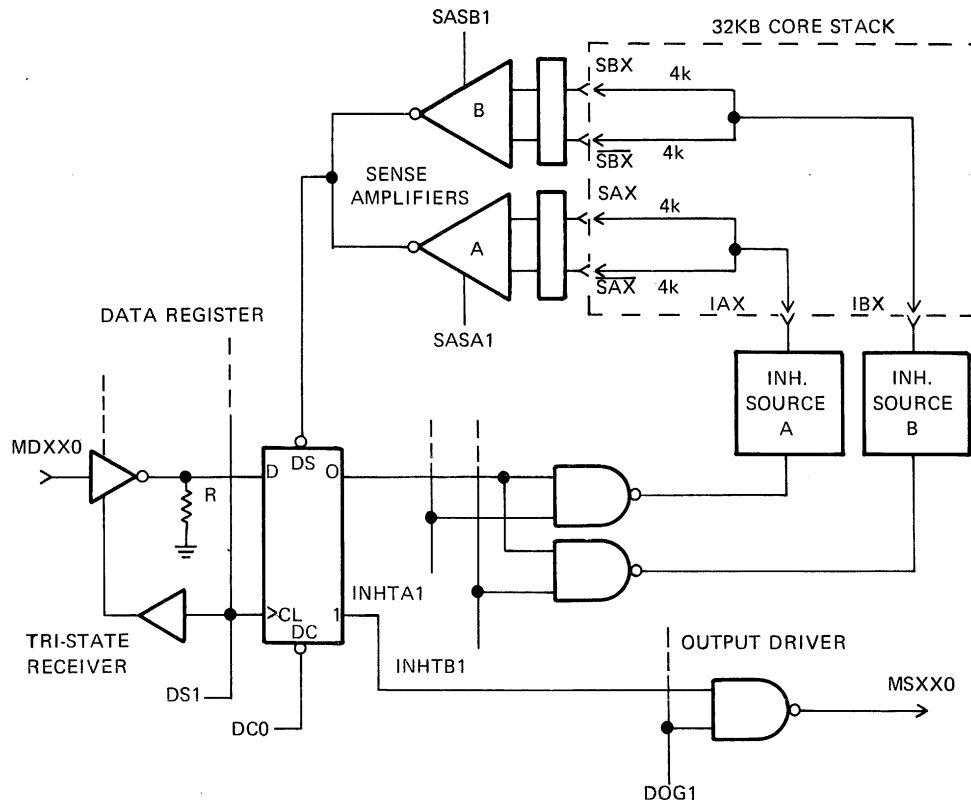 SASB1
32KB CORE STACK
SBX
4k
B
SBX
4k
SENSE
AMPLIFIERS
SAX
4k
A
SAX
4k
IAX
IBX
DATA REGISTER
SASA1
INH.
SOURCE
A
INH.
SOURCE
B
MDXX0
D
DS
O
R
INHTA1
>CL
1
DC
TRI-STATE
RECEIVER
INHTB1
OUTPUT DRIVER
DS1
MSXX0
DC0
DOG1